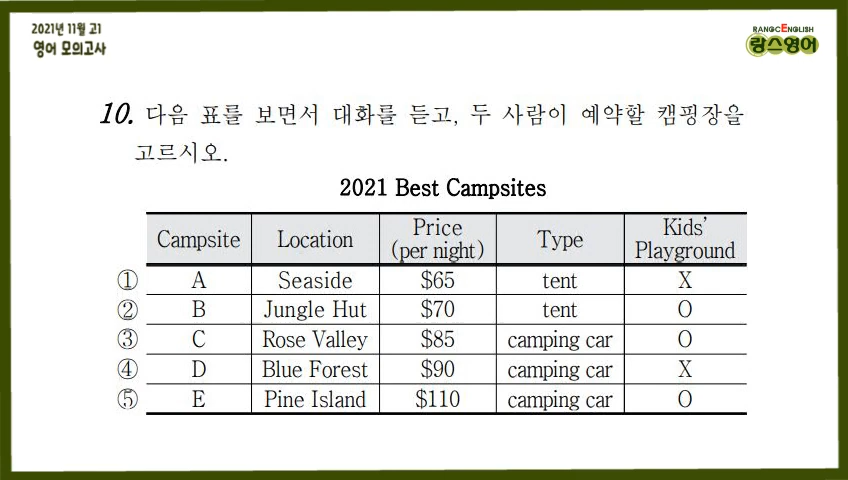 2021년 11월 고1
영어 모의고사
RANGCENGLISH
랑스영어
10. 다음 표를 보면서 대화를 듣고, 두 사람이 예약할 캠핑장을
고르시오.
2021 Best Campsites
Campsite Location Price (per night) Type Kids' Playground
① A Seaside $65 tent X
② B Jungle Hut $70 tent O
③ C Rose Valley $85 camping car O
④ D Blue Forest $90 camping car X
⑤ E Pine Island $110 camping car O